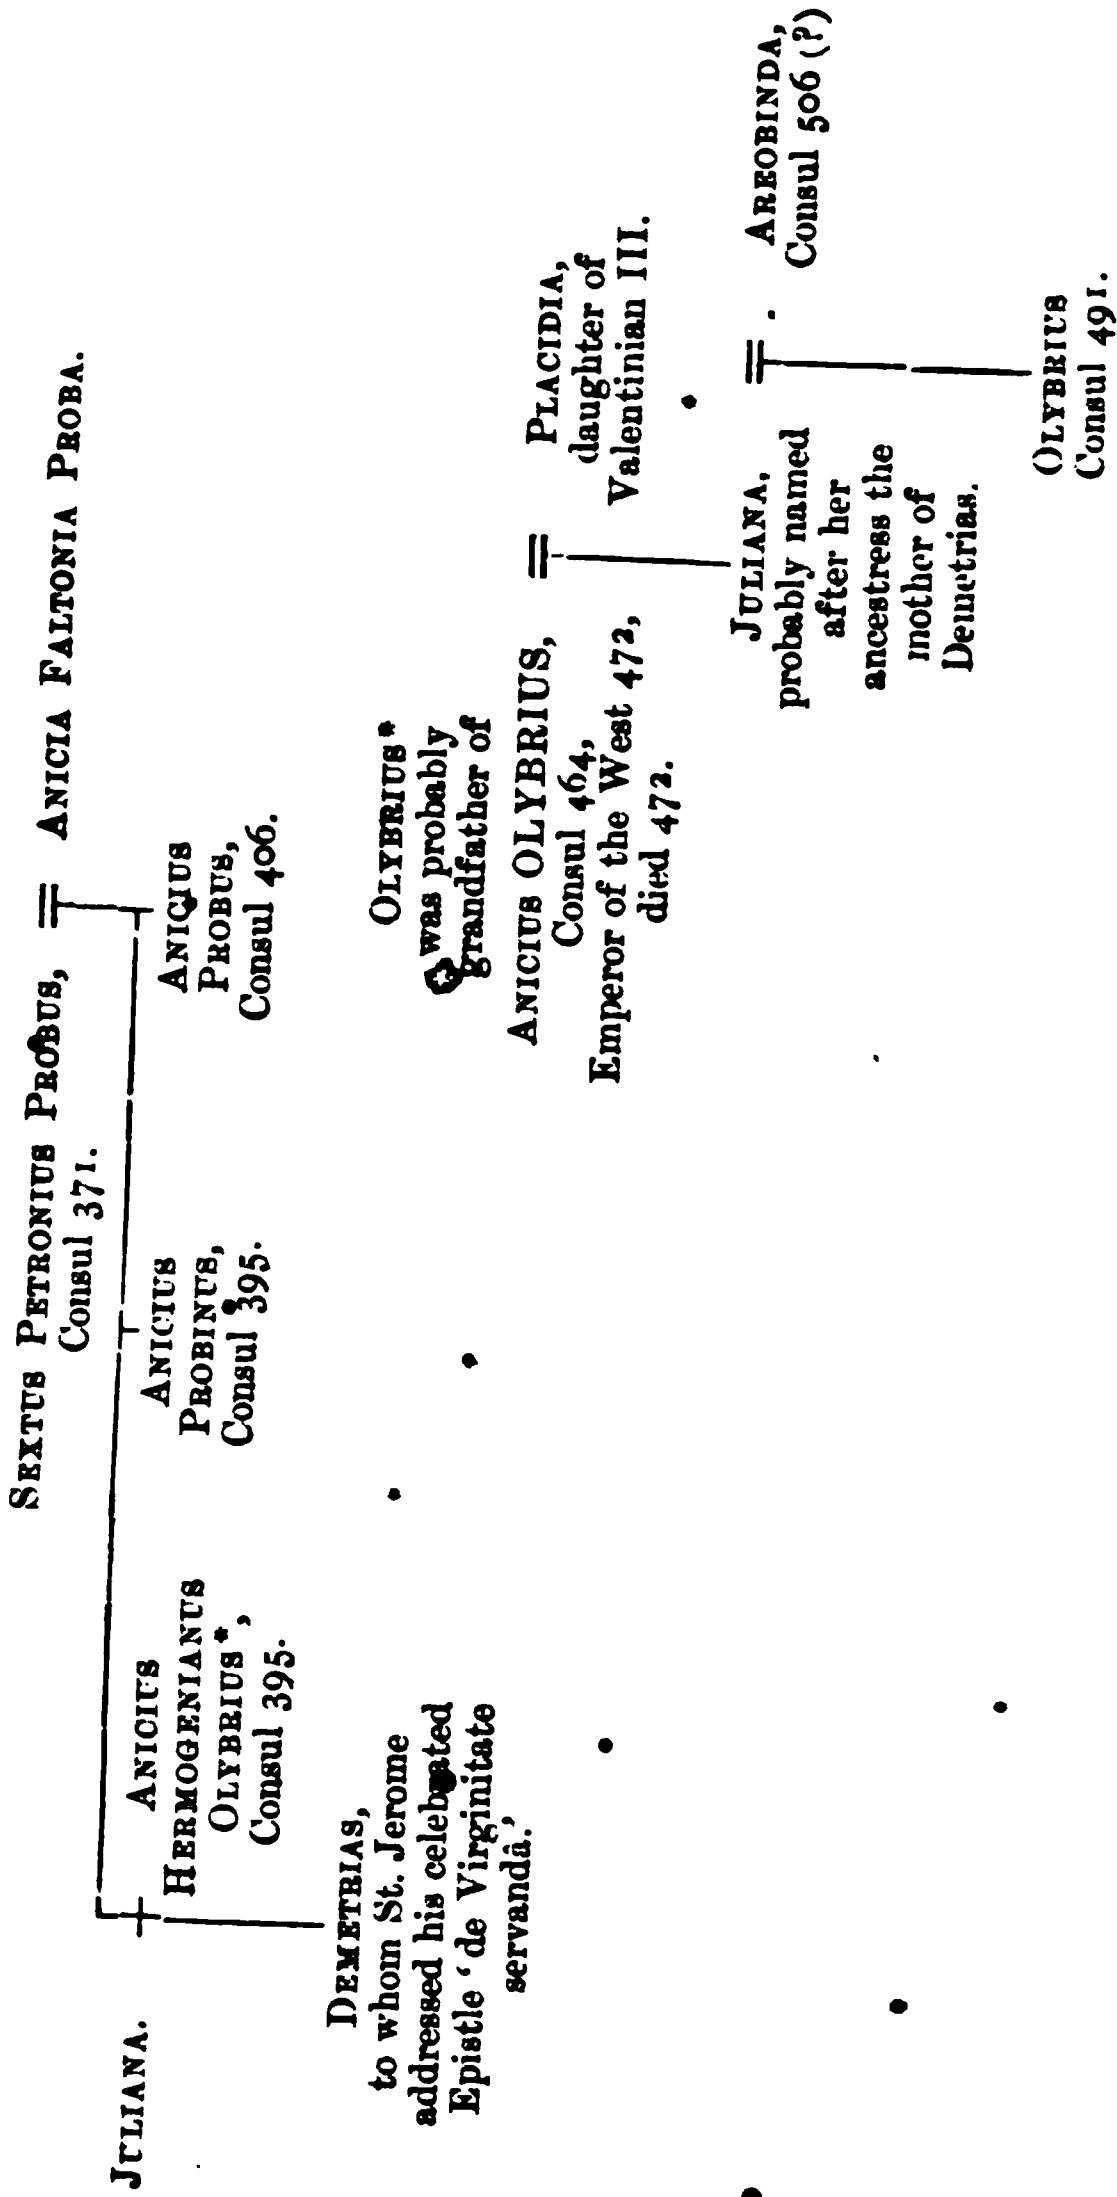 SEXTUS PETRONIUS PROBUS,
Consul 371.
ANICIA FALTONIA PROBA.
JULIANA.
ANICIUS
HERMOGENIANUS
OLYBRIUS*,
Consul 395.
ANICIUS
PROBINUS,
Consul 395.
ANICIUS
PROBUS,
Consul 406.
DEMETRIAS,
to whom St. Jerome
addressed his celebrated
Epistle ‘de Virginitate
servandâ.’
OLYBRIUS*
was probably
grandfather of
ANICIUS OLYBRIUS,
Consul 464,
Emperor of the West 472,
died 472.
PLACIDIA,
daughter of
Valentinian III.
JULIANA,
probably named
after her
ancestress the
mother of
Demetrias.
AREOBINDA,
Consul 506 (?)
OLYBRIUS
Consul 491.